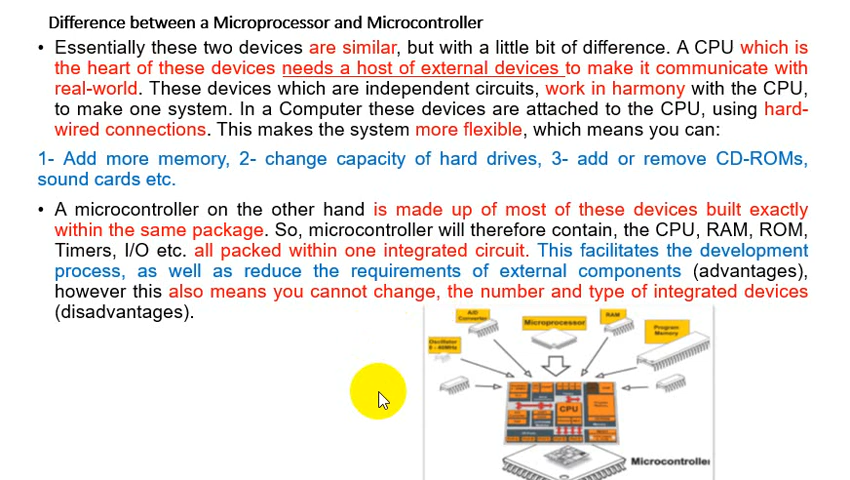 Difference between a Microprocessor and Microcontroller
• Essentially these two devices are similar, but with a little bit of difference. A CPU which is
the heart of these devices needs a host of external devices to make it communicate with
real-world. These devices which are independent circuits, work in harmony with the CPU,
to make one system. In a Computer these devices are attached to the CPU, using hard-
wired connections. This makes the system more flexible, which means you can:
1- Add more memory, 2- change capacity of hard drives, 3- add or remove CD-ROMs,
sound cards etc.
• A microcontroller on the other hand is made up of most of these devices built exactly
within the same package. So, microcontroller will therefore contain, the CPU, RAM, ROM,
Timers, I/O etc. all packed within one integrated circuit. This facilitates the development
process, as well as reduce the requirements of external components (advantages),
however this also means you cannot change, the number and type of integrated devices
(disadvantages).
A/D
Converter
Microprocessor
RAM
Program
Memory
Oscillator
CPU
Microcontroller